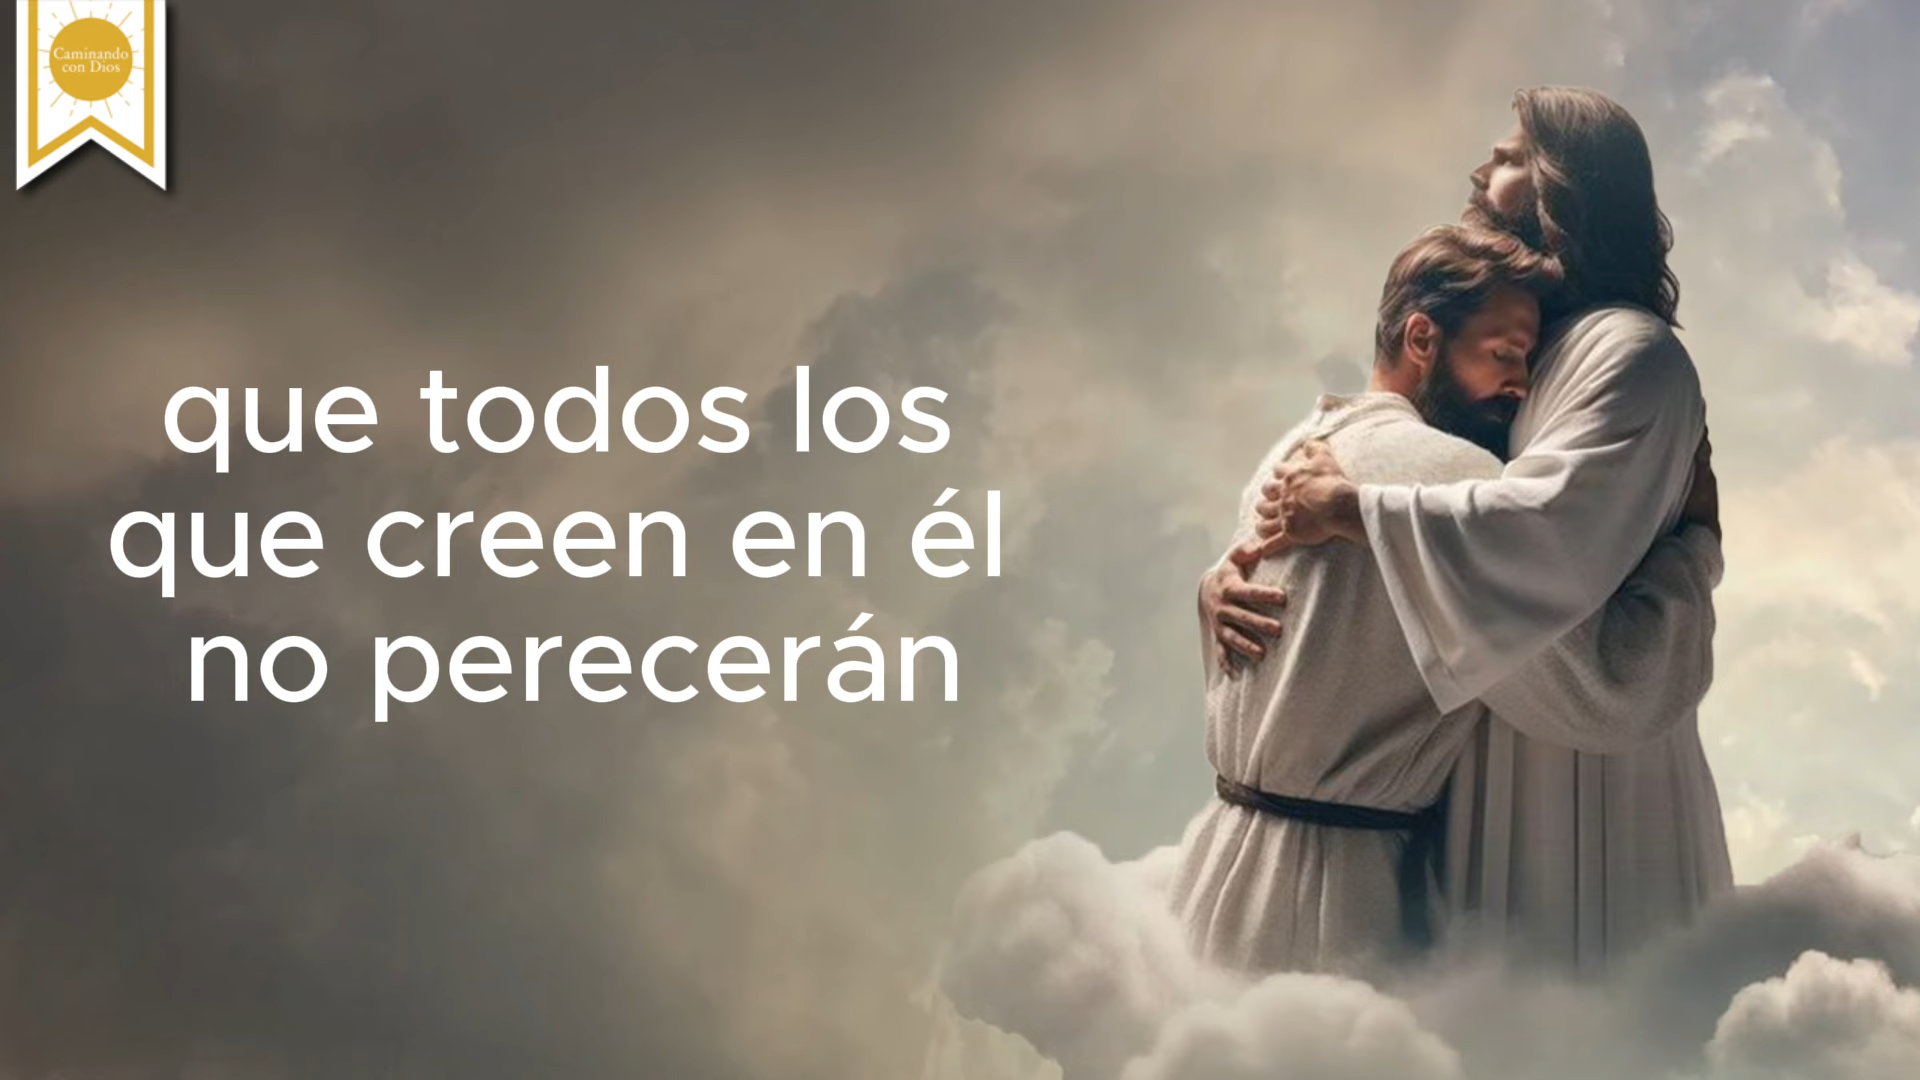 Caminando
con Dios
que todos los
que creen en él
no perecerán